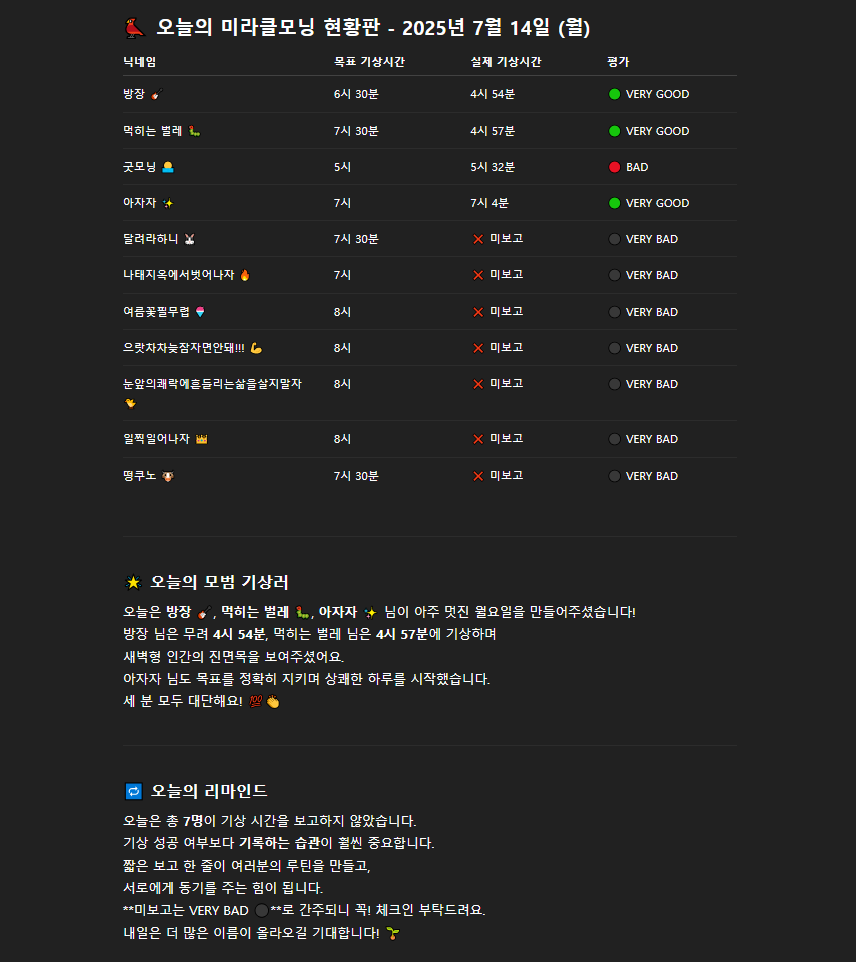 🐦‍🔥 오늘의 미라클모닝 현황판 - 2025년 7월 14일 (월)
닉네임 목표 기상시간 실제 기상시간 평가
방장 🎸 6시 30분 4시 54분 🟢 VERY GOOD
먹히는 벌레 🐛 7시 30분 4시 57분 🟢 VERY GOOD
굿모닝 5시 5시 32분 🔴 BAD
아자자 ✨ 7시 7시 4분 🟢 VERY GOOD
달려라하니 🐰 7시 30분 ❌ 미보고 ⚫ VERY BAD
나태지옥에서벗어나자 🔥 7시 ❌ 미보고 ⚫ VERY BAD
여름꽃필무렵 🍧 8시 ❌ 미보고 ⚫ VERY BAD
으랏차차늦잠자면안돼!!! 💪 8시 ❌ 미보고 ⚫ VERY BAD
눈앞의쾌락에흔들리는삶을살지말자
🐤 8시 ❌ 미보고 ⚫ VERY BAD
일찍일어나자 👑 8시 ❌ 미보고 ⚫ VERY BAD
떵쿠노 🐮 7시 30분 ❌ 미보고 ⚫ VERY BAD
🌟 오늘의 모범 기상러
오늘은 방장 🎸, 먹히는 벌레 🐛, 아자자 ✨ 님이 아주 멋진 월요일을 만들어주셨습니다!
방장 님은 무려 4시 54분, 먹히는 벌레 님은 4시 57분에 기상하며
새벽형 인간의 진면목을 보여주셨어요.
아자자 님도 목표를 정확히 지키며 상쾌한 하루를 시작했습니다.
세 분 모두 대단해요! 💯👏
🔁 오늘의 리마인드
오늘은 총 7명이 기상 시간을 보고하지 않았습니다.
기상 성공 여부보다 기록하는 습관이 훨씬 중요합니다.
짧은 보고 한 줄이 여러분의 루틴을 만들고,
서로에게 동기를 주는 힘이 됩니다.
**미보고는 VERY BAD ⚫**로 간주되니 꼭! 체크인 부탁드려요.
내일은 더 많은 이름이 올라오길 기대합니다! 🌱